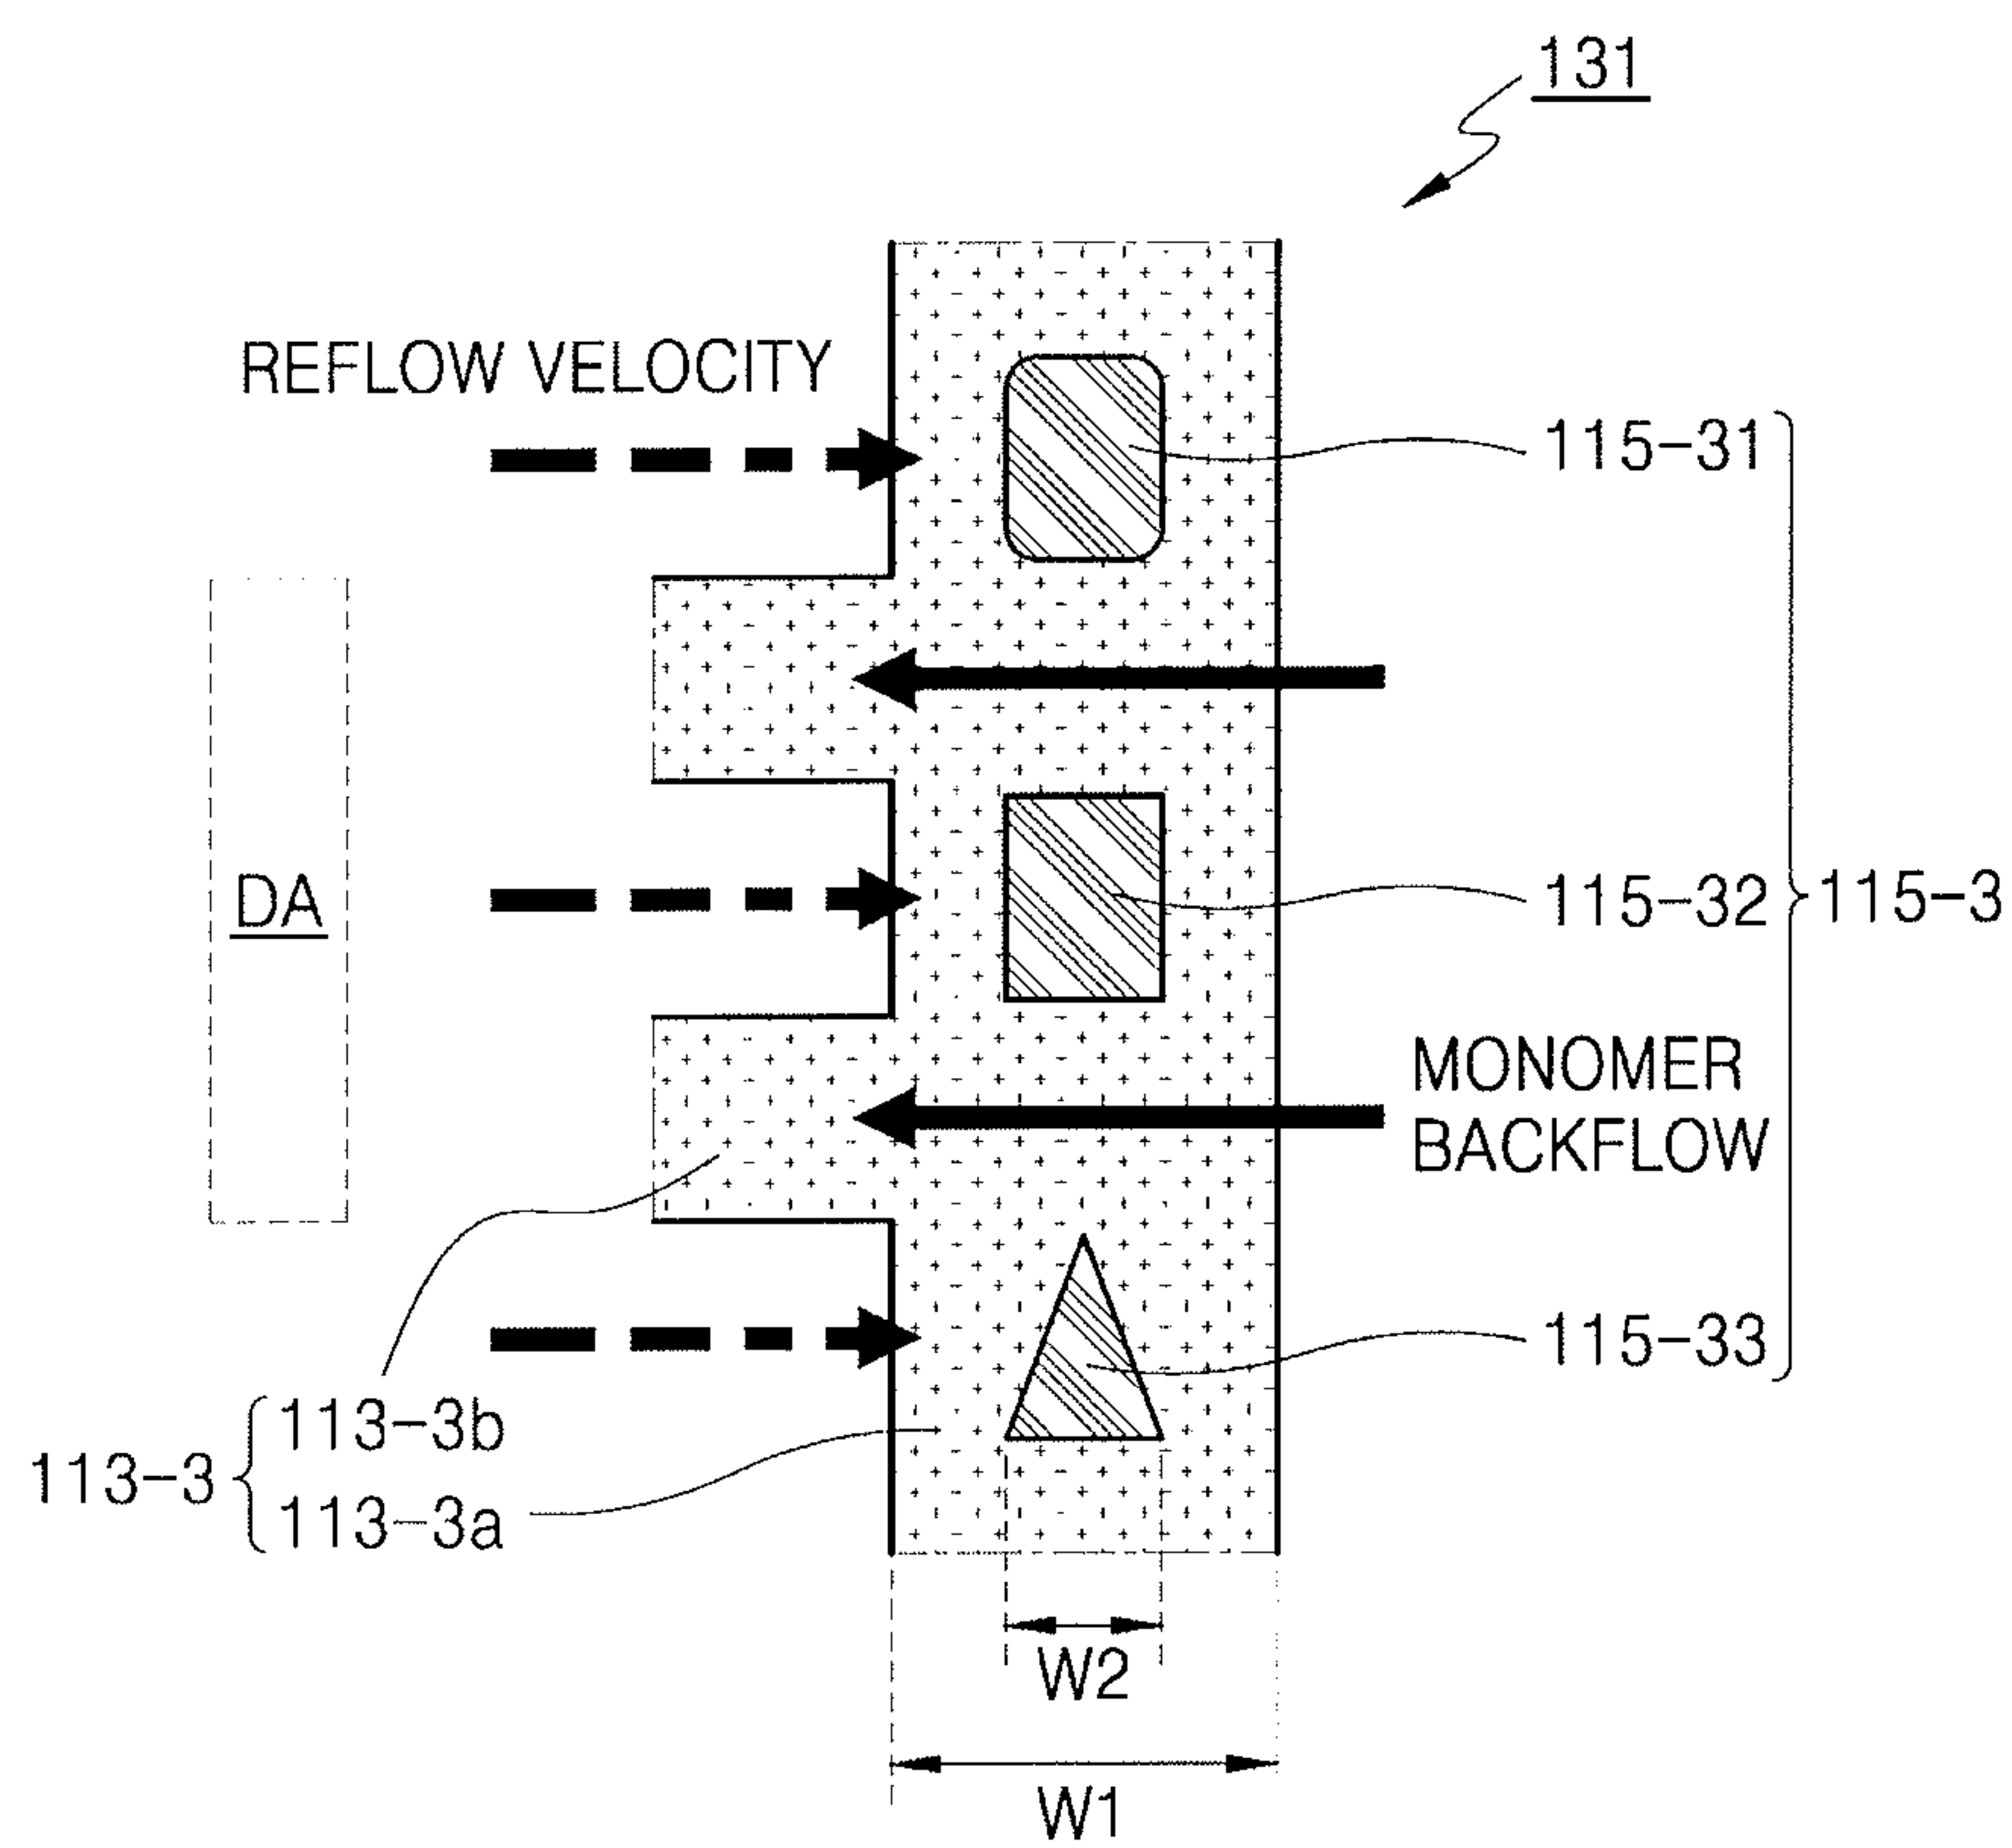 131
REFLOW VELOCITY
115-31
DA
115-32
115-3
MONOMER
BACKFLOW
115-33
113-3b
113-3
113-3a
W2
W1